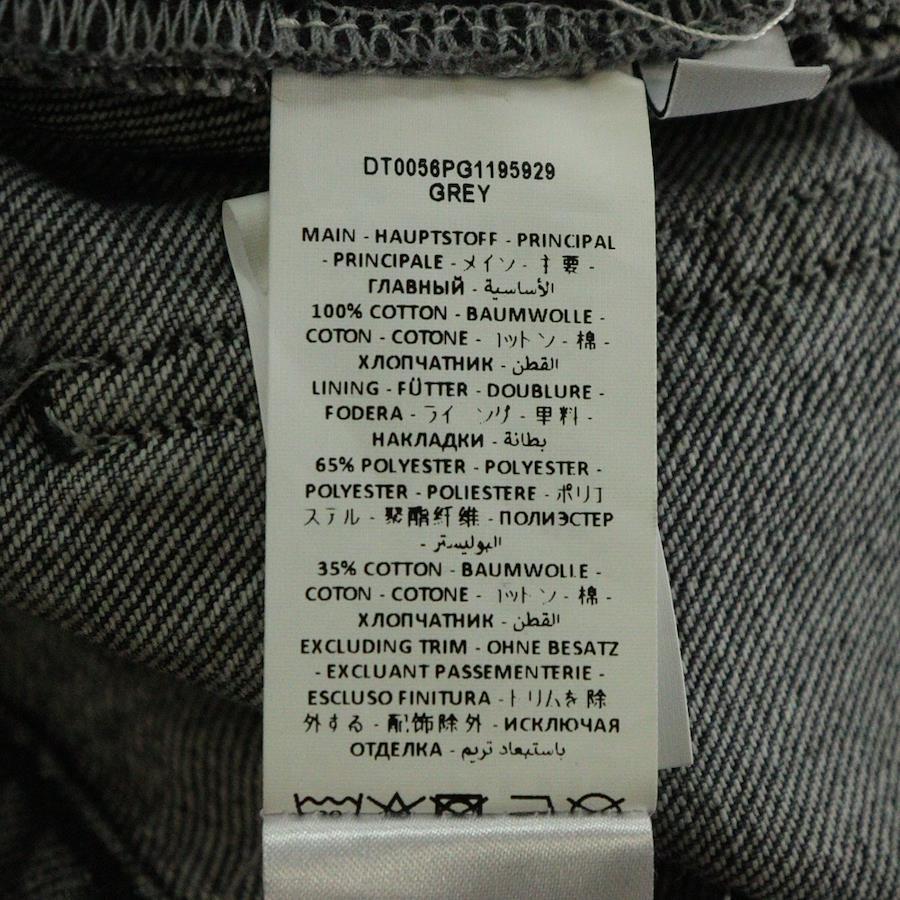 DT0056PG1195929
GREY
MAIN - HAUPTSTOFF - PRINCIPAL
- PRINCIPALE - メイン - 主要 -
ГЛАВНЫЙ - الأساسية
100% COTTON - BAUMWOLLE -
COTON - COTONE - コットン - 棉 -
ХЛОПЧАТНИК - القطن
LINING - FÜTTER - DOUBLURE -
FODERA - ライニング - 里料 -
НАКЛАДКИ - بطانة
65% POLYESTER - POLYESTER -
POLYESTER - POLIESTERE - ポリエ
ステル - 聚酯纤维 - ПОЛИЭСТЕР
- البوليستر
35% COTTON - BAUMWOLLE -
COTON - COTONE - コットン - 棉 -
ХЛОПЧАТНИК - القطن
EXCLUDING TRIM - OHNE BESATZ
- EXCLUANT PASSEMENTERIE -
ESCLUSO FINITURA - トリムを除
外する - 配饰除外 - ИСКЛЮЧАЯ
ОТДЕЛКА - باستبعاد تريم